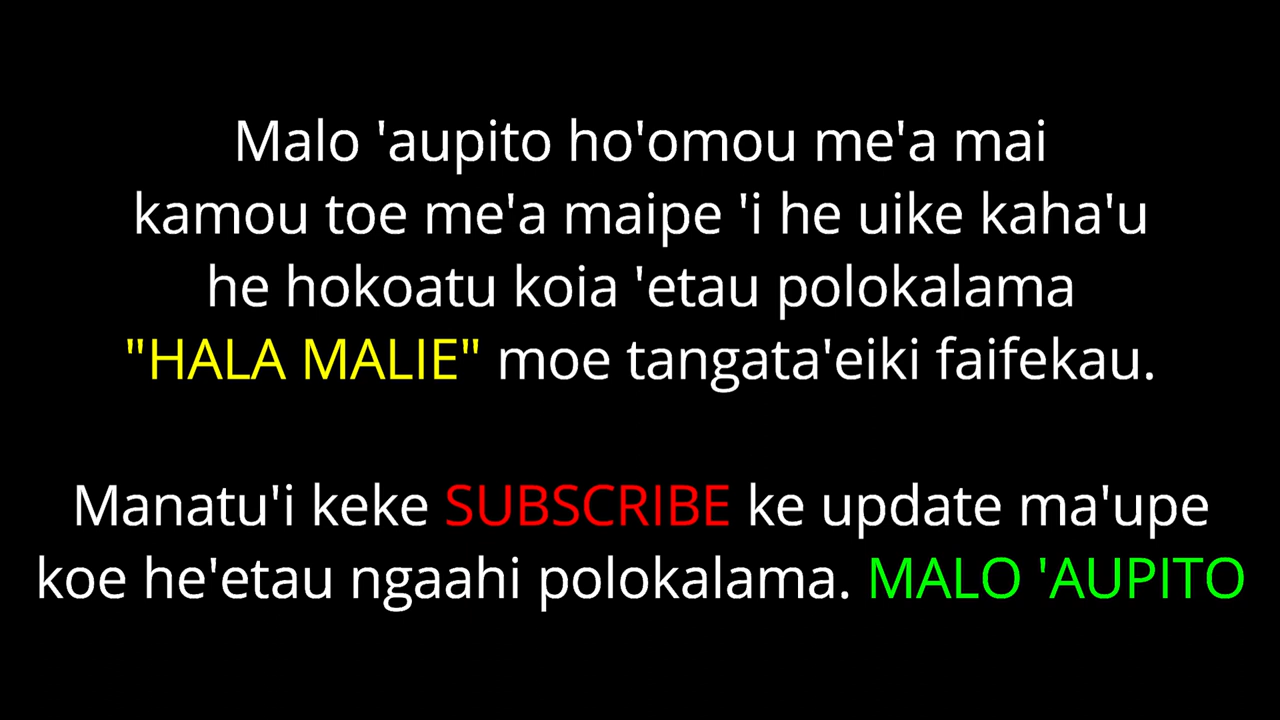 Malo 'aupito ho'omou me'a mai
kamou toe me'a maipe 'i he uike kaha'u
he hokoatu koia 'etau polokalama
"HALA MALIE" moe tangata'eiki faifekau.
Manatu'i keke SUBSCRIBE ke update ma'upe
koe he'etau ngaahi polokalama. MALO 'AUPITO